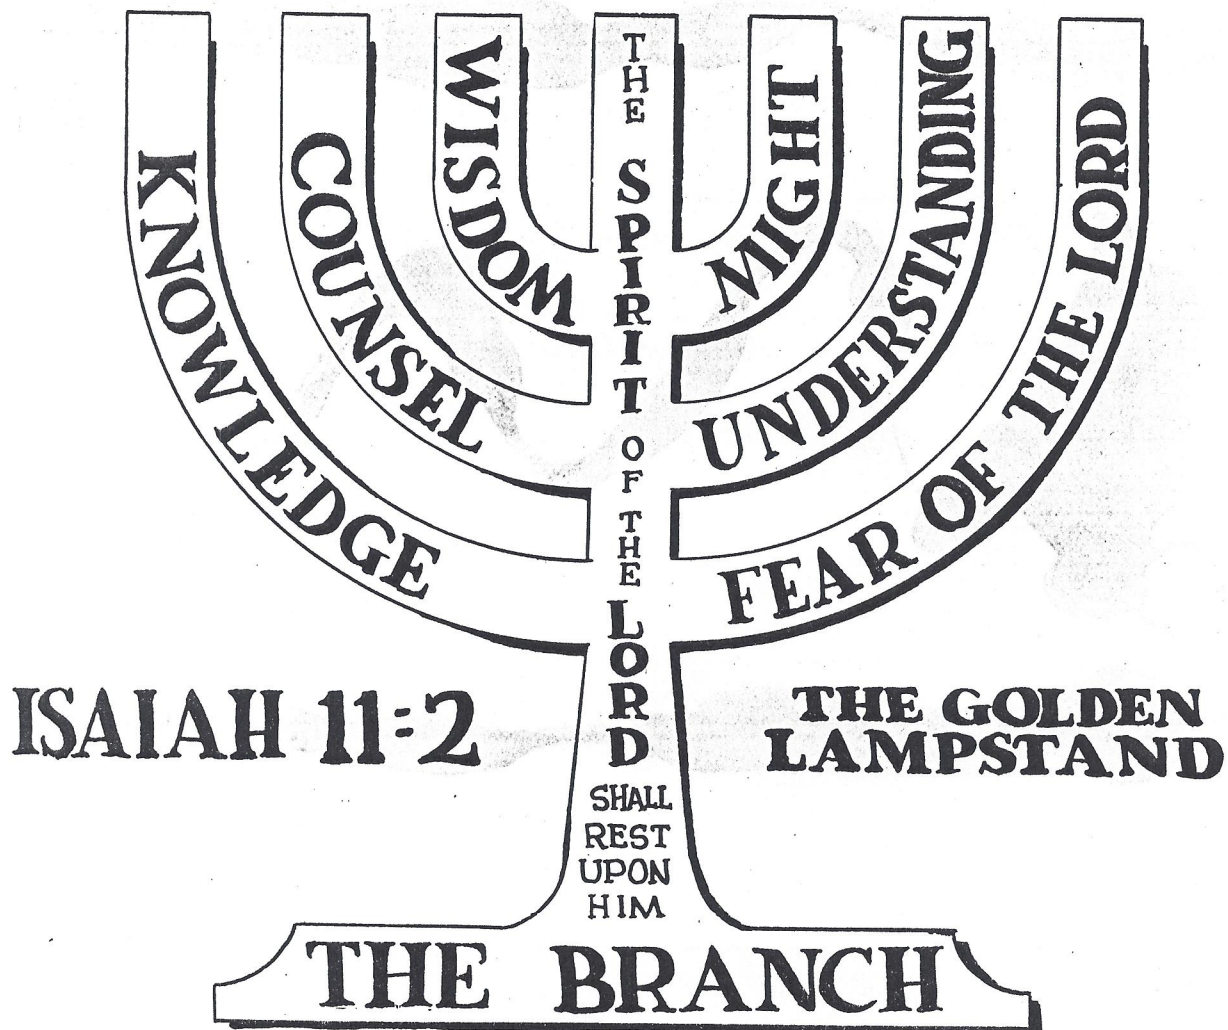 KNOWLEDGE
COUNSEL
WISDOM
THE SPIRIT OF THE LORD
SHALL
REST
UPON
HIM
MIGHT
UNDERSTANDING
FEAR OF THE LORD
ISAIAH 11:2
THE GOLDEN
LAMPSTAND
THE BRANCH